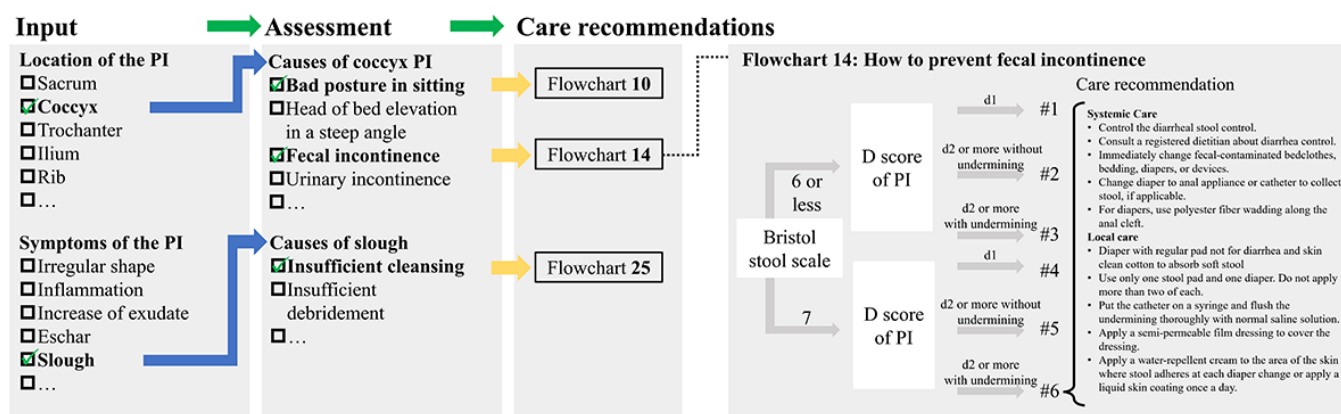 Input
Assessment
Care recommendations
Location of the PI
Sacrum
Coccyx
Trochanter
Ilium
Rib
…
Symptoms of the PI
Irregular shape
Inflammation
Increase of exudate
Eschar
Slough
…
Causes of coccyx PI
Bad posture in sitting
Head of bed elevation
in a steep angle
Fecal incontinence
Urinary incontinence
…
Causes of slough
Insufficient cleansing
Insufficient
debridement
…
Flowchart 10
Flowchart 14
Flowchart 25
Flowchart 14: How to prevent fecal incontinence
Care recommendation
Bristol
stool scale
6 or
less
7
D score
of PI
d1
#1
d2 or more without
undermining
#2
d2 or more
with undermining
#3
D score
of PI
d1
#4
d2 or more without
undermining
#5
d2 or more
with undermining
#6
Systemic Care
• Control the diarrheal stool control.
• Consult a registered dietitian about diarrhea control.
• Immediately change fecal-contaminated bedclothes,
bedding, diapers, or devices.
• Change diaper to anal appliance or catheter to collect
stool, if applicable.
• For diapers, use polyester fiber wadding along the
anal cleft.
Local care
• Diaper with regular pad not for diarrhea and skin
clean cotton to absorb soft stool
• Use only one stool pad and one diaper. Do not apply
more than two of each.
• Put the catheter on a syringe and flush the
undermining thoroughly with normal saline solution.
• Apply a semi-permeable film dressing to cover the
dressing.
• Apply a water-repellent cream to the area of the skin
where stool adheres at each diaper change or apply a
liquid skin coating once a day.